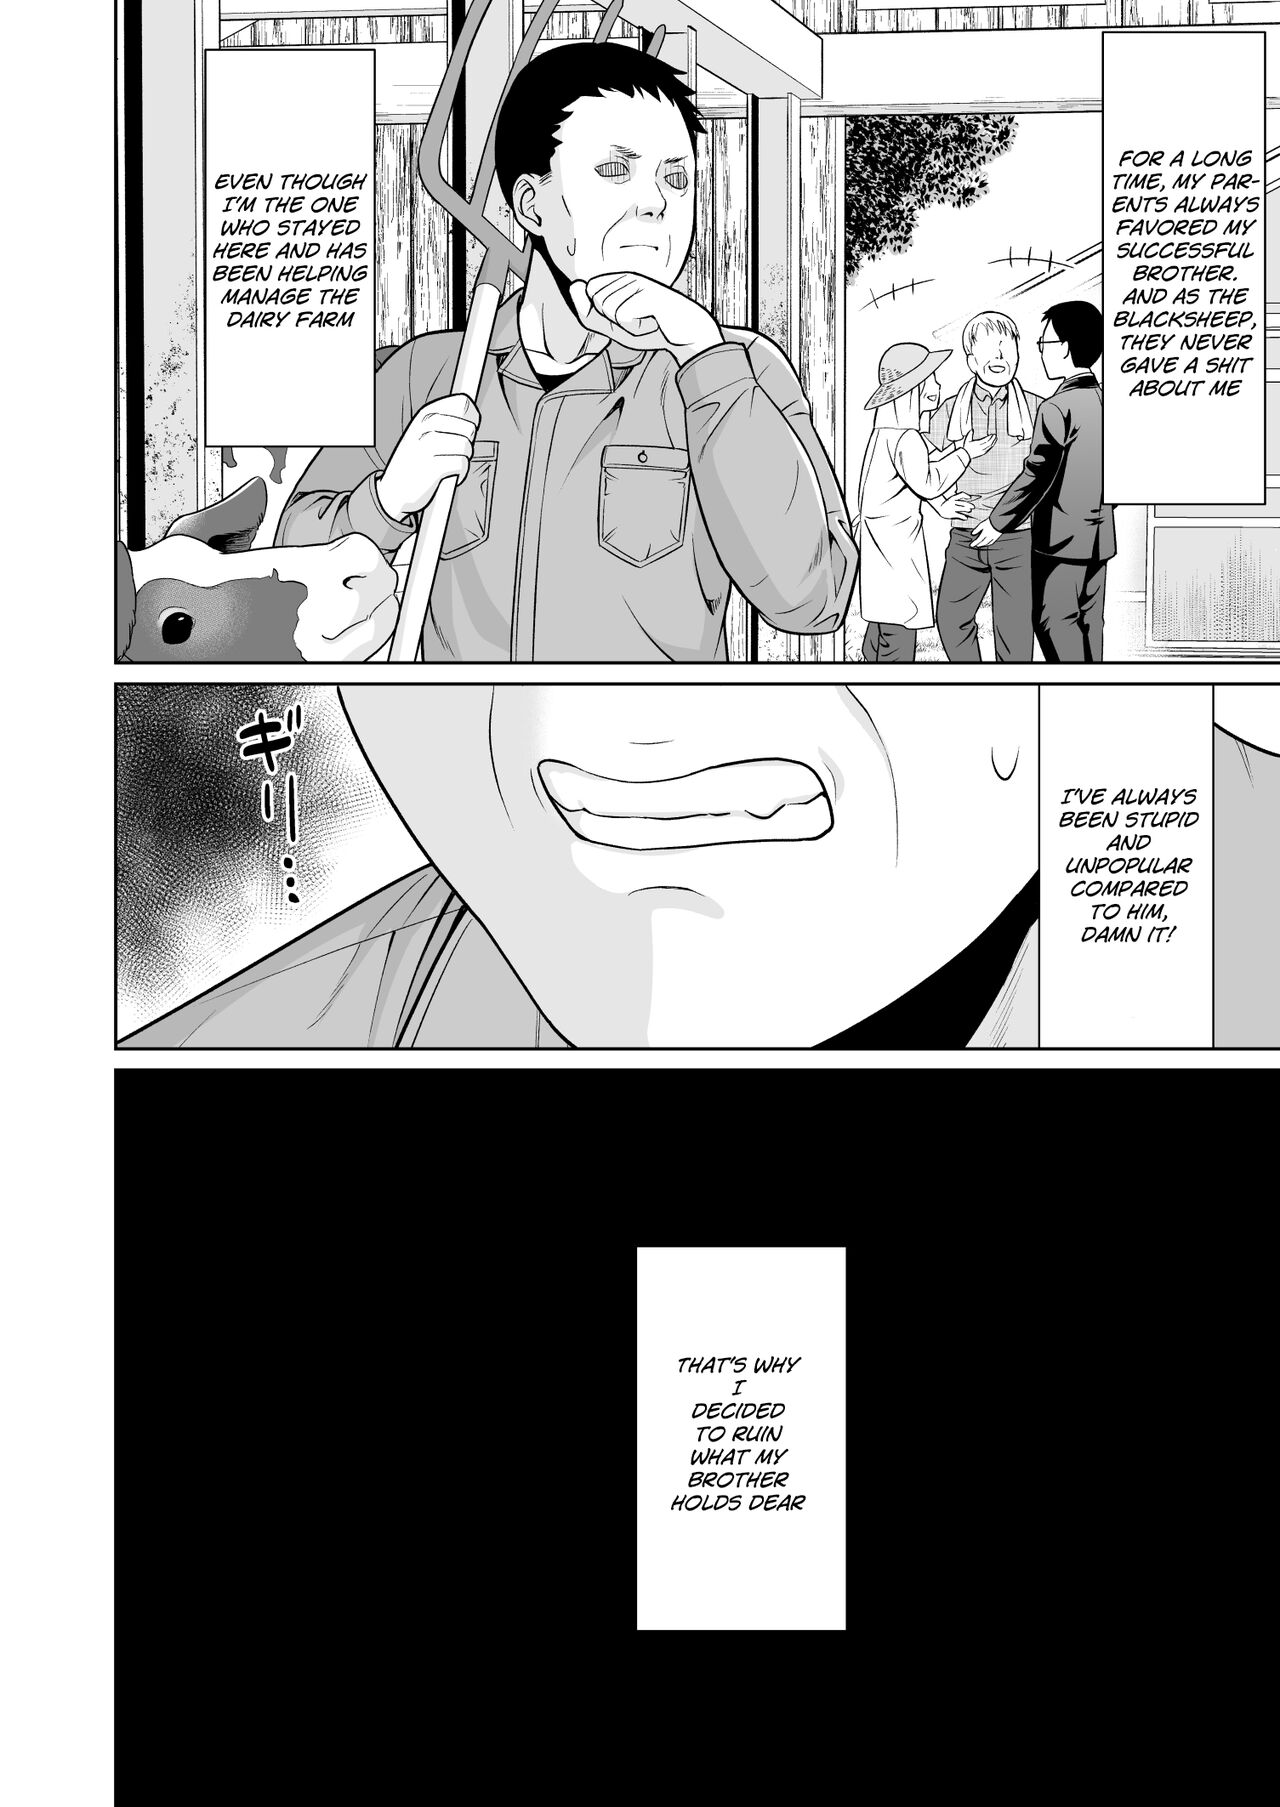 FOR A LONG
TIME, MY PAR-
ENTS ALWAYS
FAVORED MY
SUCCESSFUL
BROTHER.
AND AS THE
BLACKSHEEP,
THEY NEVER
GAVE A SHIT
ABOUT ME
EVEN THOUGH
I'M THE ONE
WHO STAYED
HERE AND HAS
BEEN HELPING
MANAGE THE
DAIRY FARM
I'VE ALWAYS
BEEN STUPID
AND
UNPOPULAR
COMPARED
TO HIM,
DAMN IT!
ギリ…
THAT'S WHY
I
DECIDED
TO RUIN
WHAT MY
BROTHER
HOLDS DEAR